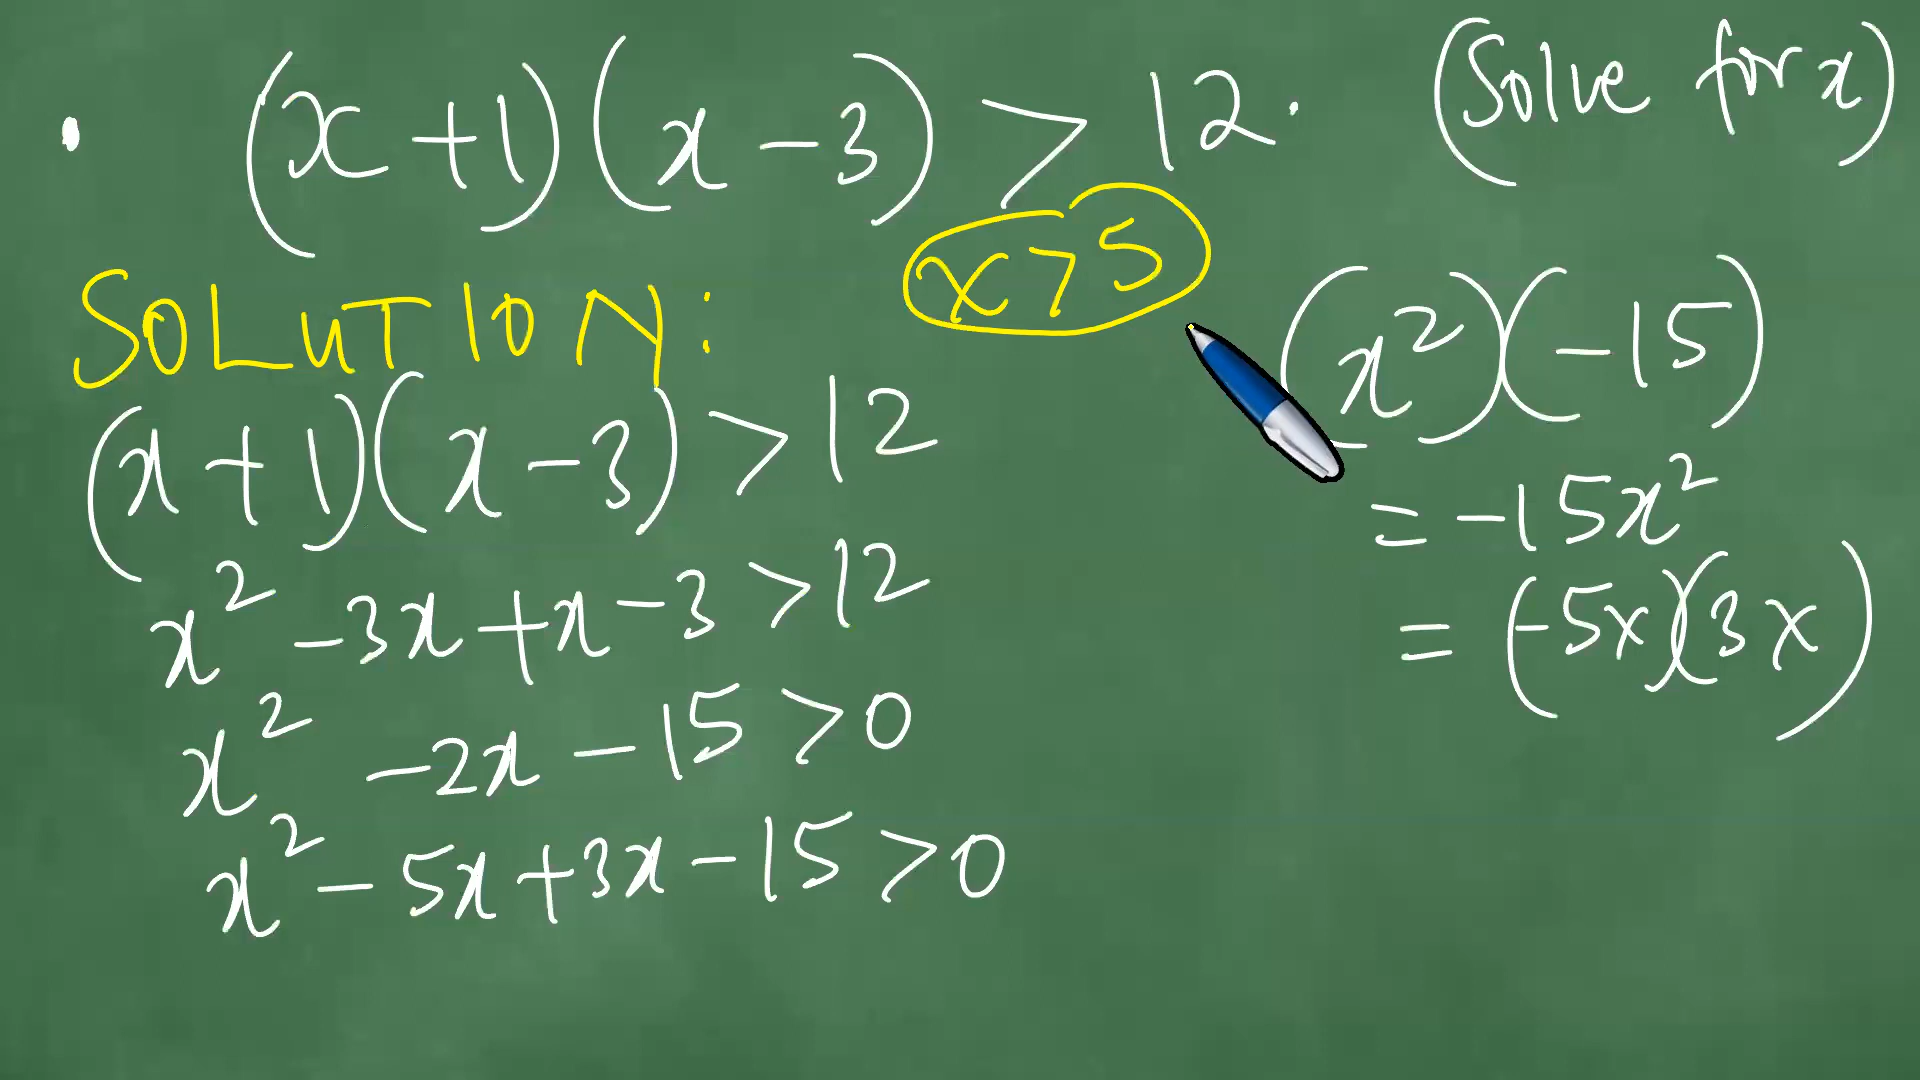 (x+1)(x-3) > 12. (Solve for x)
x>5
SOLUTION:
(x+1)(x-3) > 12
x² -3x +x -3 > 12
x² -2x -15 > 0
x² - 5x +3x -15 > 0
(x²)(-15)
= -15x²
= (-5x)(3x)